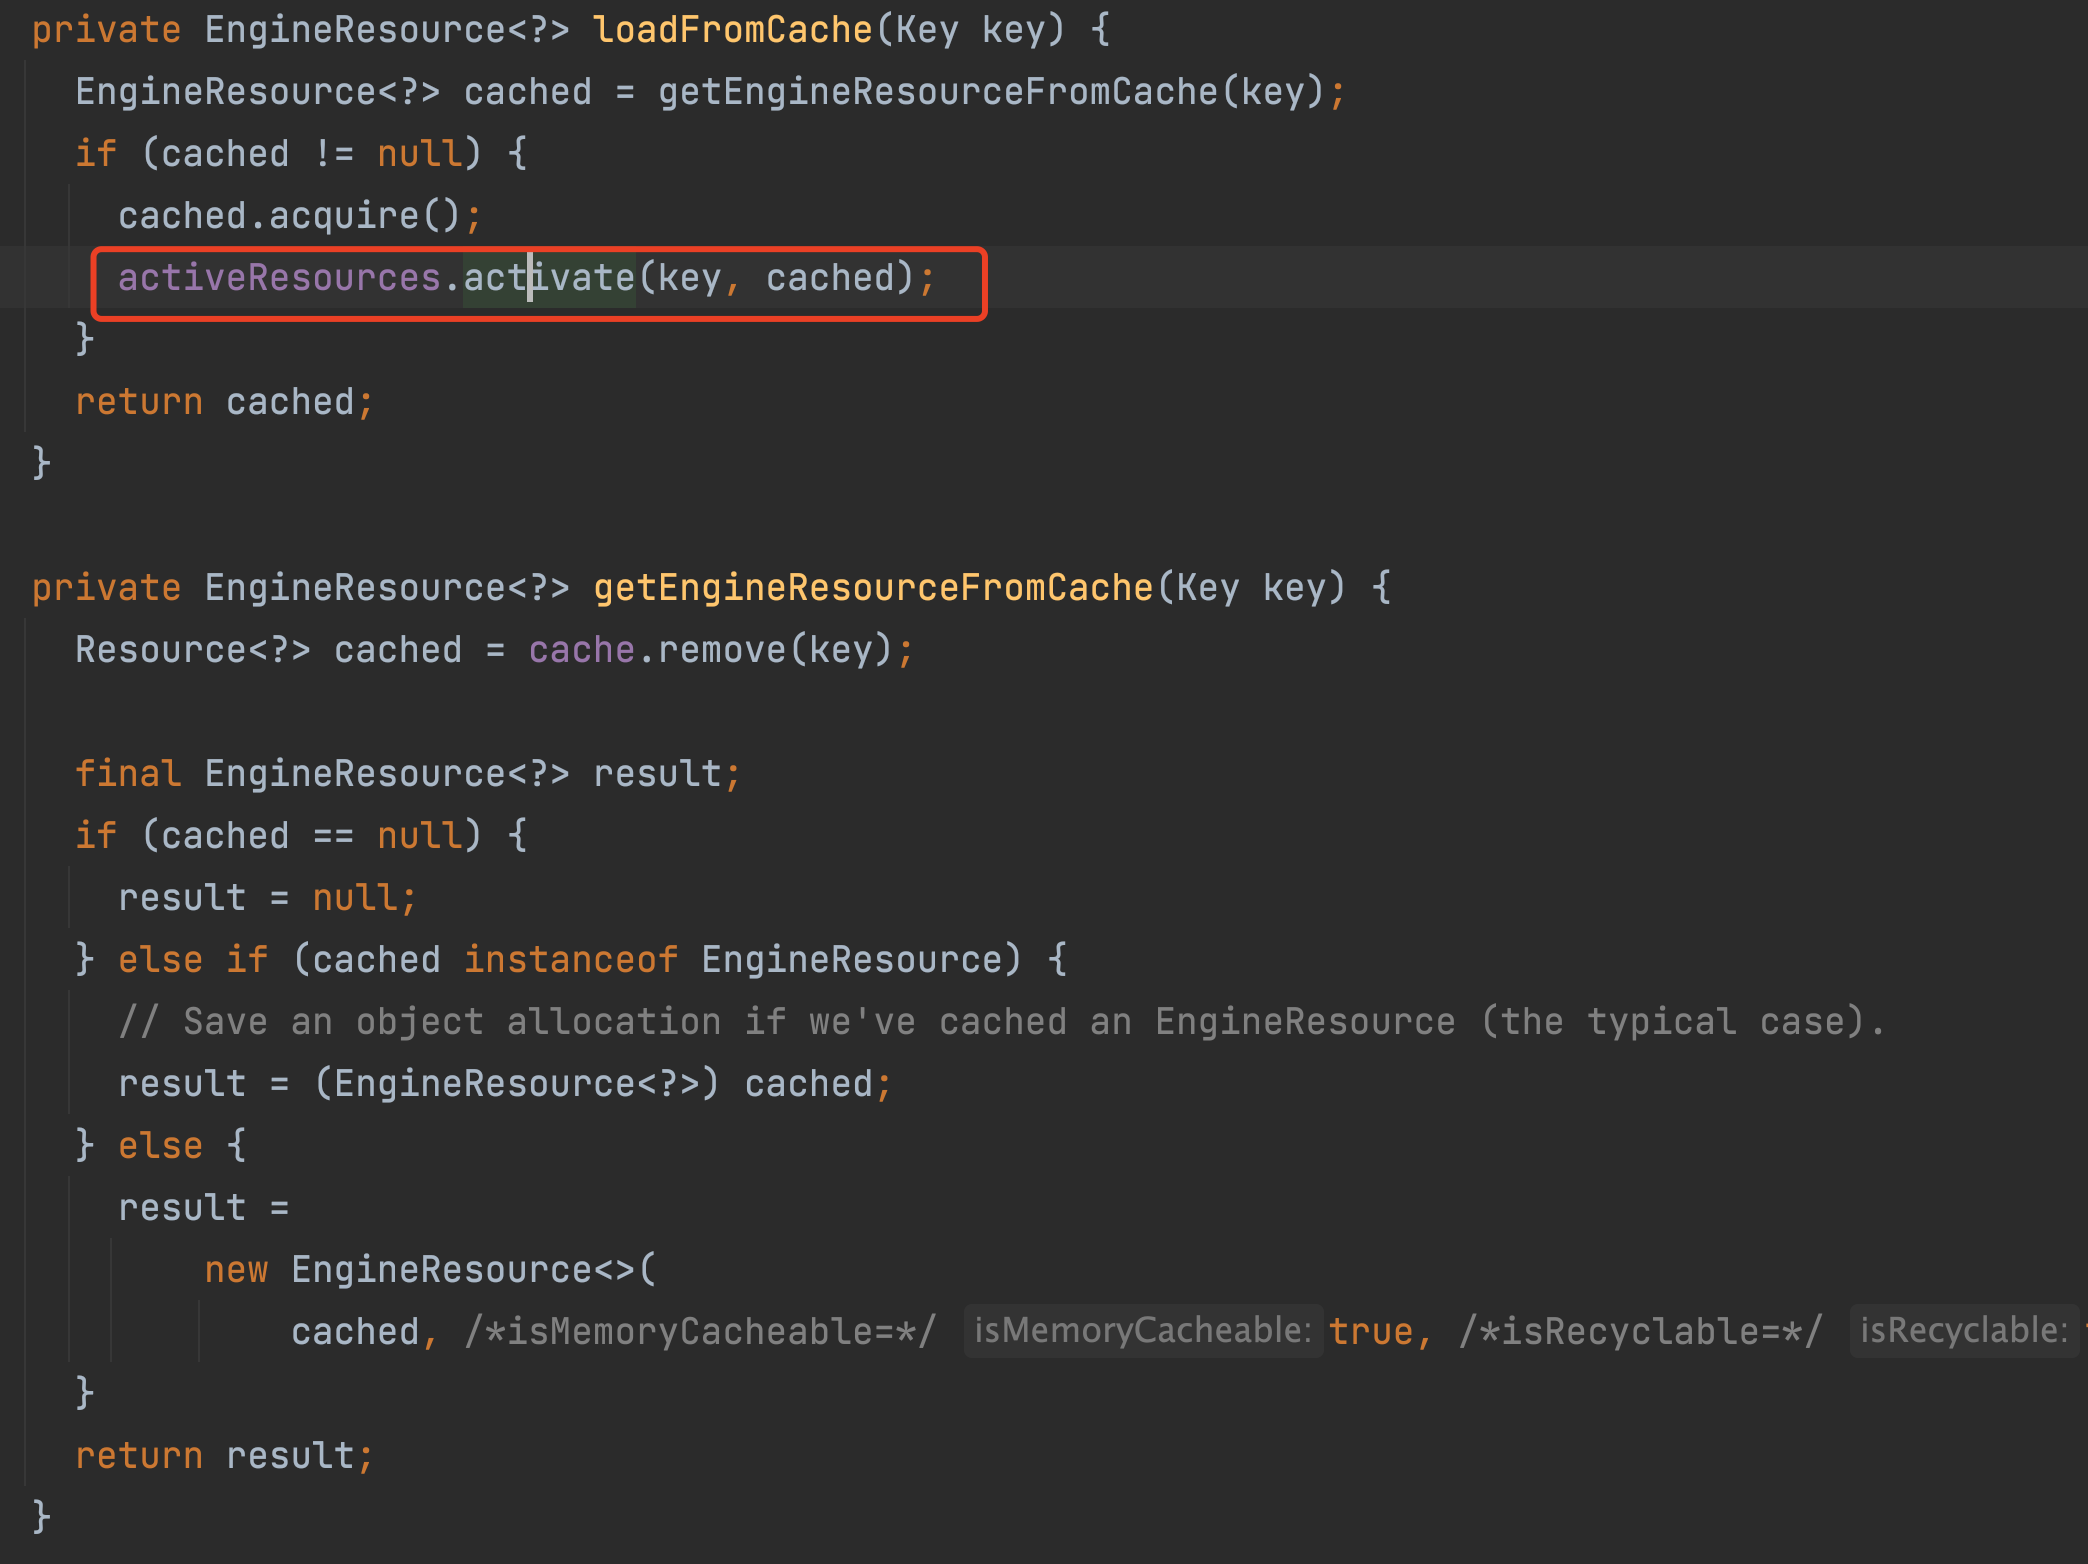 private EngineResource<?> loadFromCache(Key key) {
  EngineResource<?> cached = getEngineResourceFromCache(key);
  if (cached != null) {
    cached.acquire();
    activeResources.activate(key, cached);
  }
  return cached;
}

private EngineResource<?> getEngineResourceFromCache(Key key) {
  Resource<?> cached = cache.remove(key);

  final EngineResource<?> result;
  if (cached == null) {
    result = null;
  } else if (cached instanceof EngineResource) {
    // Save an object allocation if we've cached an EngineResource (the typical case).
    result = (EngineResource<?>) cached;
  } else {
    result =
        new EngineResource<>(
            cached, /*isMemoryCacheable=*/ isMemoryCacheable: true, /*isRecyclable=*/ isRecyclable:
  }
  return result;
}